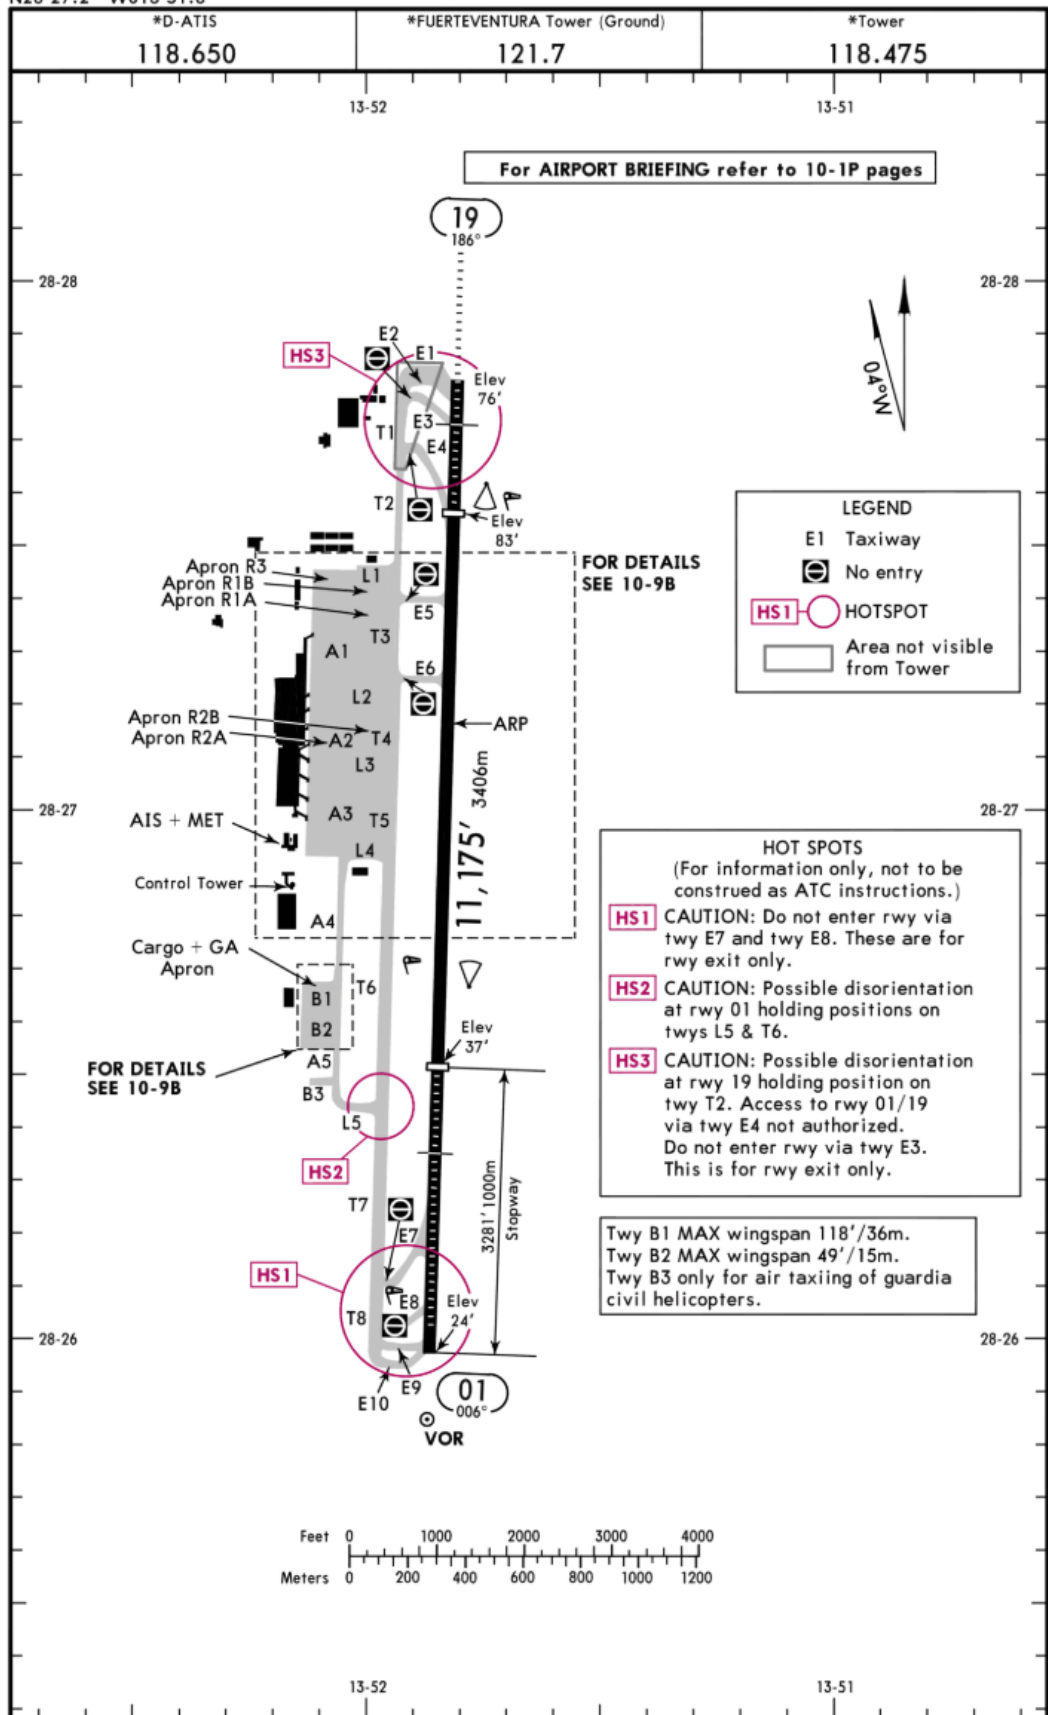 *D-ATIS
118.650
*FUERTEVENTURA Tower (Ground)
121.7
*Tower
118.475
13-52
13-51
For AIRPORT BRIEFING refer to 10-1P pages
19
186°
28-28
28-28
04°W
E2
E1
HS3
Elev
76'
T1
E3
E4
T2
Elev
83'
LEGEND
E1 Taxiway
No entry
HS1 HOTSPOT
Area not visible
from Tower
FOR DETAILS
SEE 10-9B
Apron R3
Apron R1B
Apron R1A
L1
E5
T3
A1
E6
L2
Apron R2B
Apron R2A
A2
T4
ARP
L3
11,175' 3406m
28-27
28-27
A3
T5
AIS + MET
L4
Control Tower
A4
Cargo + GA
Apron
T6
B1
B2
Elev
37'
FOR DETAILS
SEE 10-9B
A5
B3
L5
HS2
HOT SPOTS
(For information only, not to be
construed as ATC instructions.)
HS1 CAUTION: Do not enter rwy via
twy E7 and twy E8. These are for
rwy exit only.
HS2 CAUTION: Possible disorientation
at rwy 01 holding positions on
twys L5 & T6.
HS3 CAUTION: Possible disorientation
at rwy 19 holding position on
twy T2. Access to rwy 01/19
via twy E4 not authorized.
Do not enter rwy via twy E3.
This is for rwy exit only.
3281' 1000m
Stopway
T7
E7
HS1
E8
T8
Elev
24'
Twy B1 MAX wingspan 118'/36m.
Twy B2 MAX wingspan 49'/15m.
Twy B3 only for air taxiing of guardia
civil helicopters.
28-26
28-26
E9
E10
01
006°
VOR
Feet 0 1000 2000 3000 4000
Meters 0 200 400 600 800 1000 1200
13-52
13-51